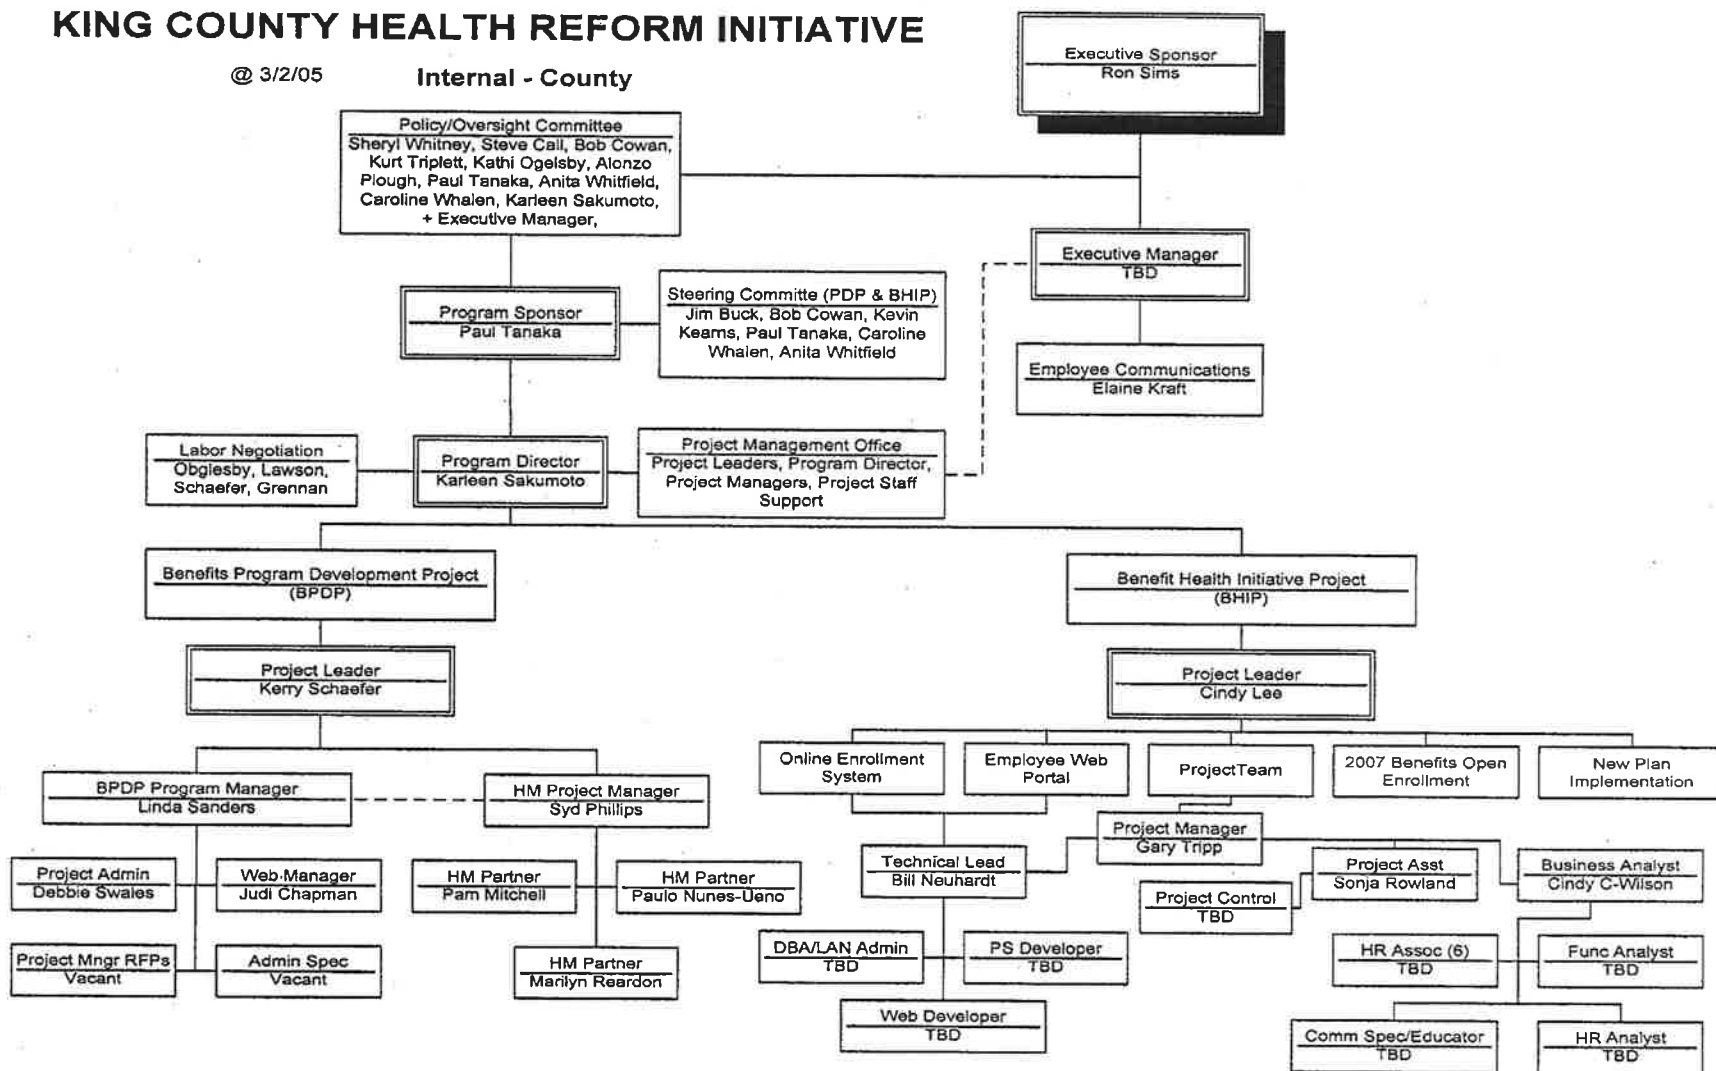 KING COUNTY HEALTH REFORM INITIATIVE
@ 3/2/05
Internal - County
Executive Sponsor
Ron Sims
Policy/Oversight Committee
Sheryl Whitney, Steve Call, Bob Cowan,
Kurt Triplett, Kathi Ogelsby, Alonzo
Plough, Paul Tanaka, Anita Whitfield,
Caroline Whalen, Karleen Sakumoto,
+ Executive Manager,
Executive Manager
TBD
Program Sponsor
Paul Tanaka
Steering Committe (PDP & BHIP)
Jim Buck, Bob Cowan, Kevin
Kearns, Paul Tanaka, Caroline
Whalen, Anita Whitfield
Employee Communications
Elaine Kraft
Labor Negotiation
Obglesby, Lawson,
Schaefer, Grennan
Program Director
Karleen Sakumoto
Project Management Office
Project Leaders, Program Director,
Project Managers, Project Staff
Support
Benefits Program Development Project
(BPDP)
Benefit Health Initiative Project
(BHIP)
Project Leader
Kerry Schaefer
Project Leader
Cindy Lee
Online Enrollment
System
Employee Web
Portal
ProjectTeam
2007 Benefits Open
Enrollment
New Plan
Implementation
BPDP Program Manager
Linda Sanders
HM Project Manager
Syd Phillips
Project Manager
Gary Tripp
Technical Lead
Bill Neuhardt
Project Asst
Sonja Rowland
Business Analyst
Cindy C-Wilson
Project Admin
Debbie Swales
Web Manager
Judi Chapman
HM Partner
Pam Mitchell
HM Partner
Paulo Nunes-Ueno
Project Control
TBD
Project Mngr RFPs
Vacant
Admin Spec
Vacant
HM Partner
Marilyn Reardon
DBA/LAN Admin
TBD
PS Developer
TBD
HR Assoc (6)
TBD
Func Analyst
TBD
Web Developer
TBD
Comm Spec/Educator
TBD
HR Analyst
TBD